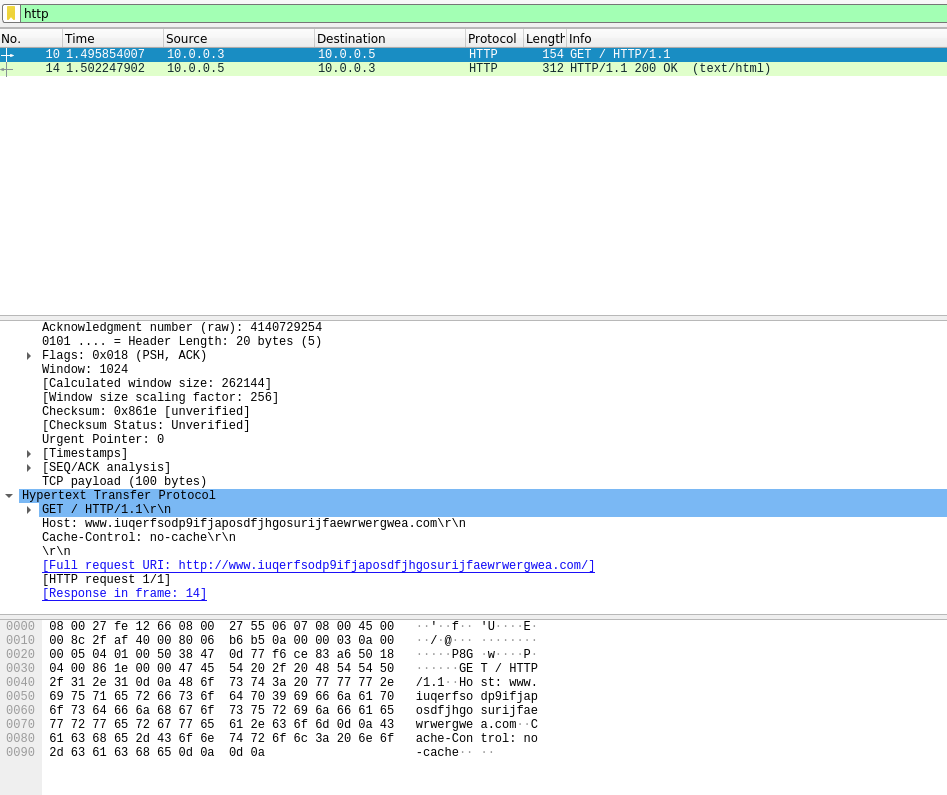 http
No. Time Source Destination Protocol Length Info
10 1.495854007 10.0.0.3 10.0.0.5 HTTP 154 GET / HTTP/1.1
14 1.502247902 10.0.0.5 10.0.0.3 HTTP 312 HTTP/1.1 200 OK (text/html)
Acknowledgment number (raw): 4140729254
0101 .... = Header Length: 20 bytes (5)
Flags: 0x018 (PSH, ACK)
Window: 1024
[Calculated window size: 262144]
[Window size scaling factor: 256]
Checksum: 0x861e [unverified]
[Checksum Status: Unverified]
Urgent Pointer: 0
[Timestamps]
[SEQ/ACK analysis]
TCP payload (100 bytes)
Hypertext Transfer Protocol
GET / HTTP/1.1\r\n
Host: www.iuqerfsodp9ifjaposdfjhgosurijfaewrwergwea.com\r\n
Cache-Control: no-cache\r\n
\r\n
[Full request URI: http://www.iuqerfsodp9ifjaposdfjhgosurijfaewrwergwea.com/]
[HTTP request 1/1]
[Response in frame: 14]
0000 08 00 27 fe 12 66 08 00 27 55 06 07 08 00 45 00 ··'··f·· 'U····E·
0010 00 8c 2f af 40 00 80 06 b6 b5 0a 00 00 03 0a 00 ··/·@··· ········
0020 00 05 04 01 00 50 38 47 0d 77 f6 ce 83 a6 50 18 ·····P8G ·w····P·
0030 04 00 86 1e 00 00 47 45 54 20 2f 20 48 54 54 50 ······GE T / HTTP
0040 2f 31 2e 31 0d 0a 48 6f 73 74 3a 20 77 77 77 2e /1.1··Ho st: www.
0050 69 75 71 65 72 66 73 6f 64 70 39 69 66 6a 61 70 iuqerfso dp9ifjap
0060 6f 73 64 66 6a 68 67 6f 73 75 72 69 6a 66 61 65 osdfjhgo surijfae
0070 77 72 77 65 72 67 77 65 61 2e 63 6f 6d 0d 0a 43 wrwergwe a.com··C
0080 61 63 68 65 2d 43 6f 6e 74 72 6f 6c 3a 20 6e 6f ache-Con trol: no
0090 2d 63 61 63 68 65 0d 0a 0d 0a -cache·· ··